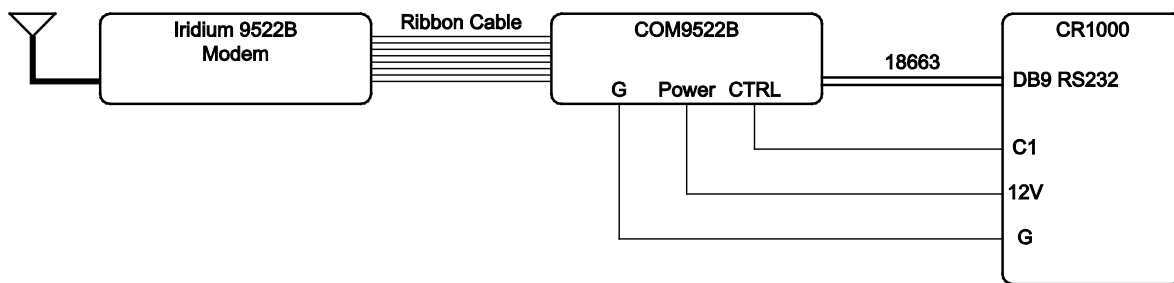 Iridium 9522B
Modem
Ribbon Cable
COM9522B
G Power CTRL
18663
CR1000
DB9 RS232
C1
12V
G